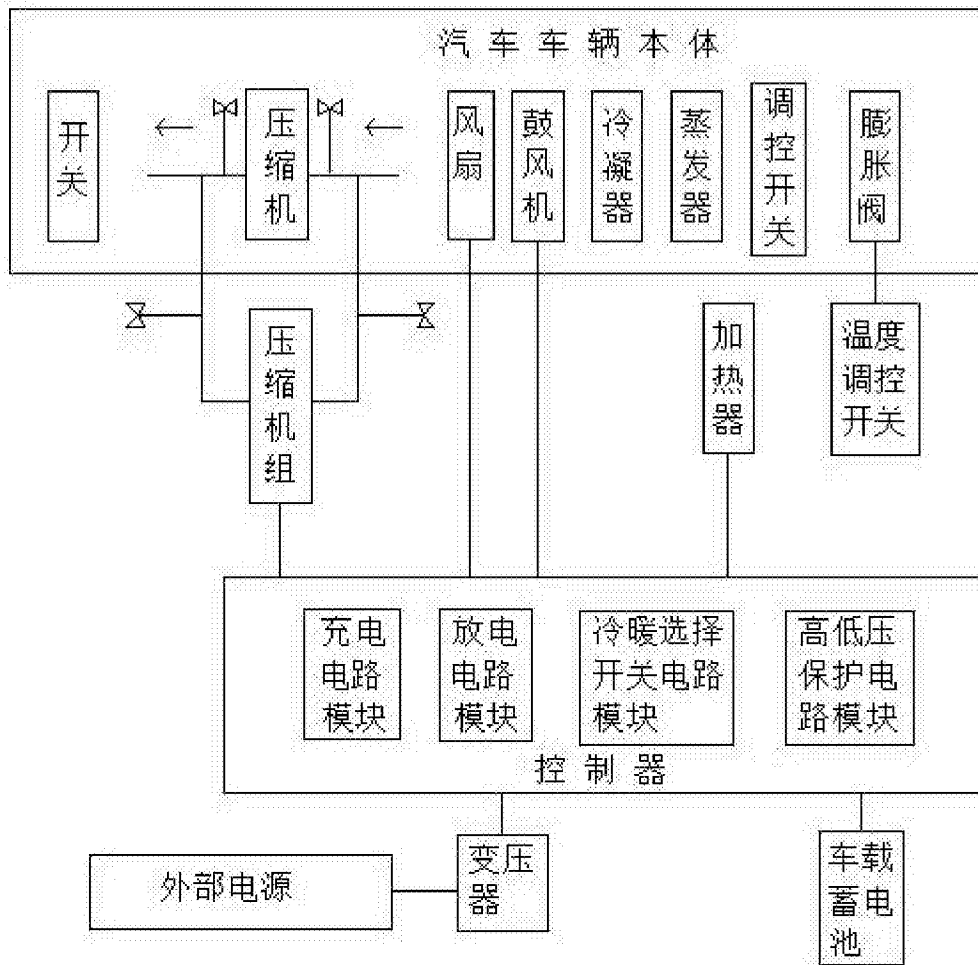 汽车车辆本体
开关
压缩机
风扇
鼓风机
冷凝器
蒸发器
调控开关
膨胀阀
压缩机组
加热器
温度
调控
开关
充电
电路
模块
放电
电路
模块
冷暖选择
开关电路
模块
高低压
保护电
路模块
控制器
外部电源
变压
器
车载
蓄电
池